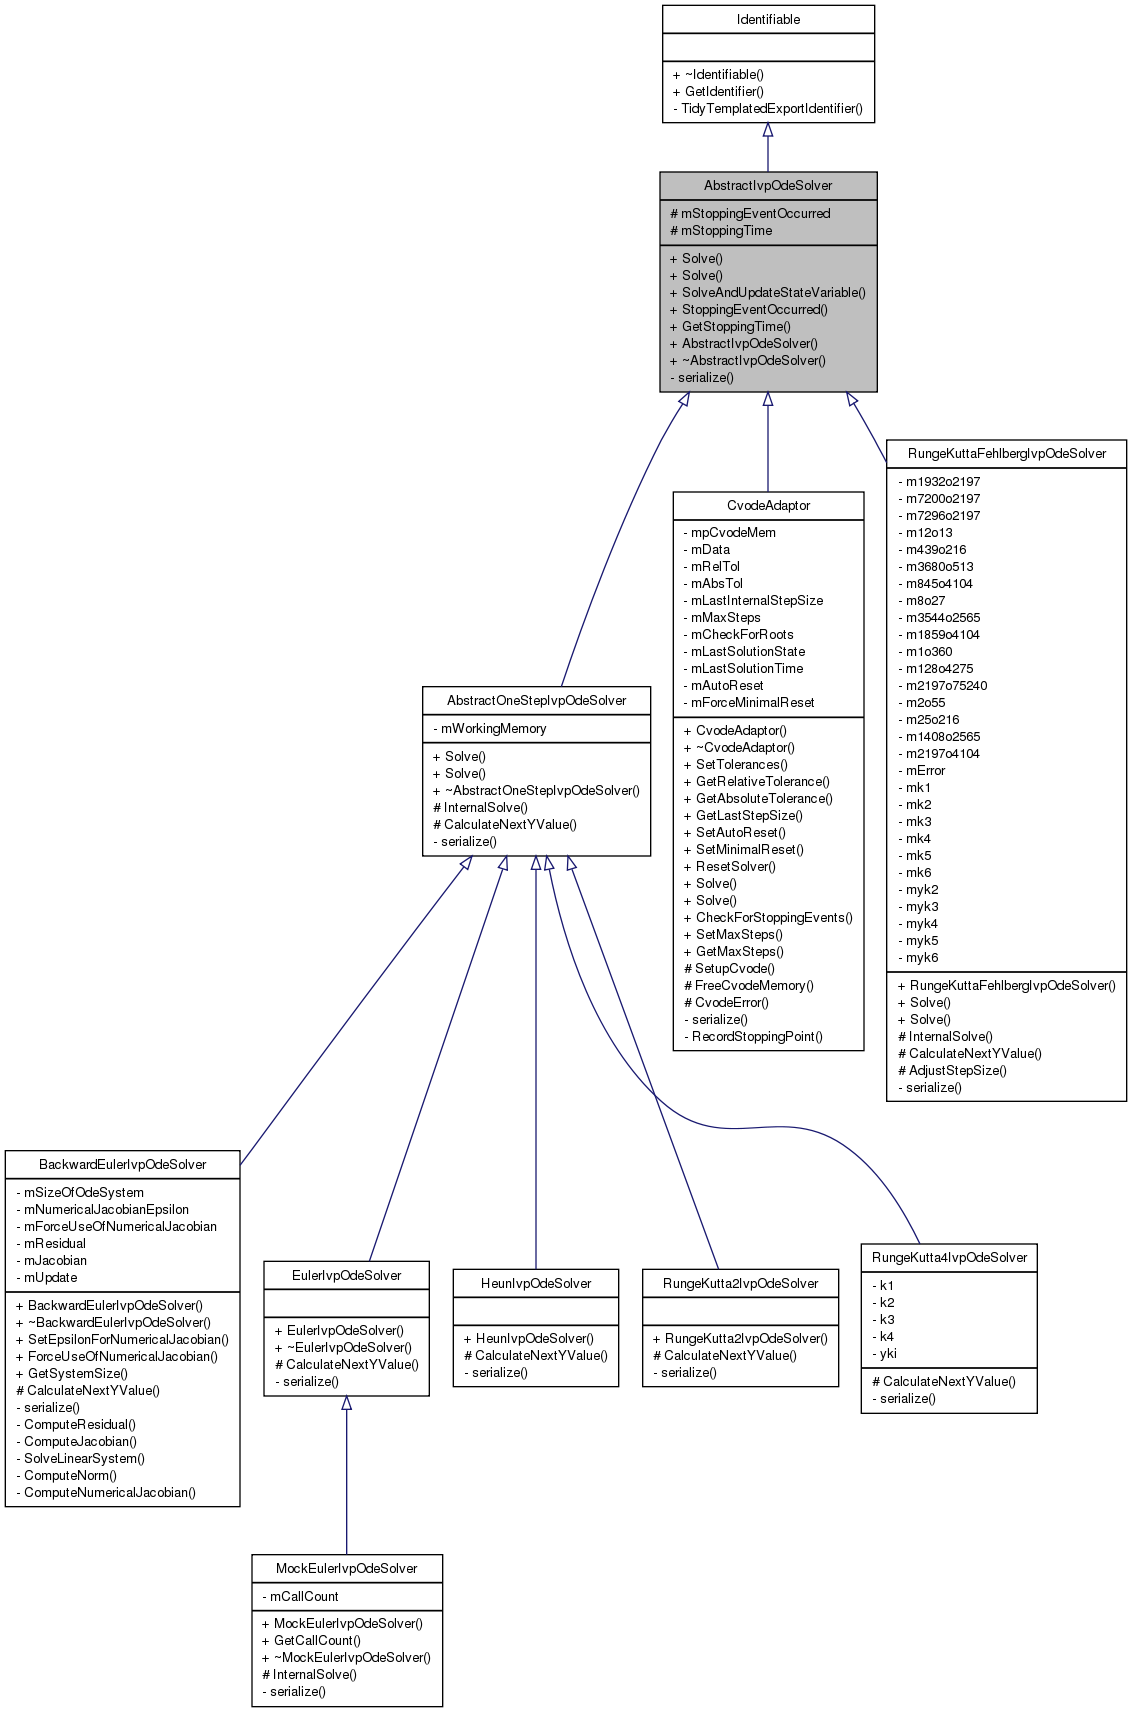 Identifiable
+ ~Identifiable()
+ GetIdentifier()
- TidyTemplatedExportIdentifier()
AbstractIvpOdeSolver
# mStoppingEventOccurred
# mStoppingTime
+ Solve()
+ Solve()
+ SolveAndUpdateStateVariable()
+ StoppingEventOccurred()
+ GetStoppingTime()
+ AbstractIvpOdeSolver()
+ ~AbstractIvpOdeSolver()
- serialize()
AbstractOneStepIvpOdeSolver
- mWorkingMemory
+ Solve()
+ Solve()
+ ~AbstractOneStepIvpOdeSolver()
# InternalSolve()
# CalculateNextYValue()
- serialize()
CvodeAdaptor
- mpCvodeMem
- mData
- mRelTol
- mAbsTol
- mLastInternalStepSize
- mMaxSteps
- mCheckForRoots
- mLastSolutionState
- mLastSolutionTime
- mAutoReset
- mForceMinimalReset
+ CvodeAdaptor()
+ ~CvodeAdaptor()
+ SetTolerances()
+ GetRelativeTolerance()
+ GetAbsoluteTolerance()
+ GetLastStepSize()
+ SetAutoReset()
+ SetMinimalReset()
+ ResetSolver()
+ Solve()
+ Solve()
+ CheckForStoppingEvents()
+ SetMaxSteps()
+ GetMaxSteps()
# SetupCvode()
# FreeCvodeMemory()
# CvodeError()
- serialize()
- RecordStoppingPoint()
RungeKuttaFehlbergIvpOdeSolver
- m1932o2197
- m7200o2197
- m7296o2197
- m12o13
- m439o216
- m3680o513
- m845o4104
- m8o27
- m3544o2565
- m1859o4104
- m1o360
- m128o4275
- m2197o75240
- m2o55
- m25o216
- m1408o2565
- m2197o4104
- mError
- mk1
- mk2
- mk3
- mk4
- mk5
- mk6
- myk2
- myk3
- myk4
- myk5
- myk6
+ RungeKuttaFehlbergIvpOdeSolver()
+ Solve()
+ Solve()
# InternalSolve()
# CalculateNextYValue()
# AdjustStepSize()
- serialize()
BackwardEulerIvpOdeSolver
- mSizeOfOdeSystem
- mNumericalJacobianEpsilon
- mForceUseOfNumericalJacobian
- mResidual
- mJacobian
- mUpdate
+ BackwardEulerIvpOdeSolver()
+ ~BackwardEulerIvpOdeSolver()
+ SetEpsilonForNumericalJacobian()
+ ForceUseOfNumericalJacobian()
+ GetSystemSize()
# CalculateNextYValue()
- serialize()
- ComputeResidual()
- ComputeJacobian()
- SolveLinearSystem()
- ComputeNorm()
- ComputeNumericalJacobian()
EulerIvpOdeSolver
+ EulerIvpOdeSolver()
+ ~EulerIvpOdeSolver()
# CalculateNextYValue()
- serialize()
HeunIvpOdeSolver
+ HeunIvpOdeSolver()
# CalculateNextYValue()
- serialize()
RungeKutta2IvpOdeSolver
+ RungeKutta2IvpOdeSolver()
# CalculateNextYValue()
- serialize()
RungeKutta4IvpOdeSolver
- k1
- k2
- k3
- k4
- yki
# CalculateNextYValue()
- serialize()
MockEulerIvpOdeSolver
- mCallCount
+ MockEulerIvpOdeSolver()
+ GetCallCount()
+ ~MockEulerIvpOdeSolver()
# InternalSolve()
- serialize()